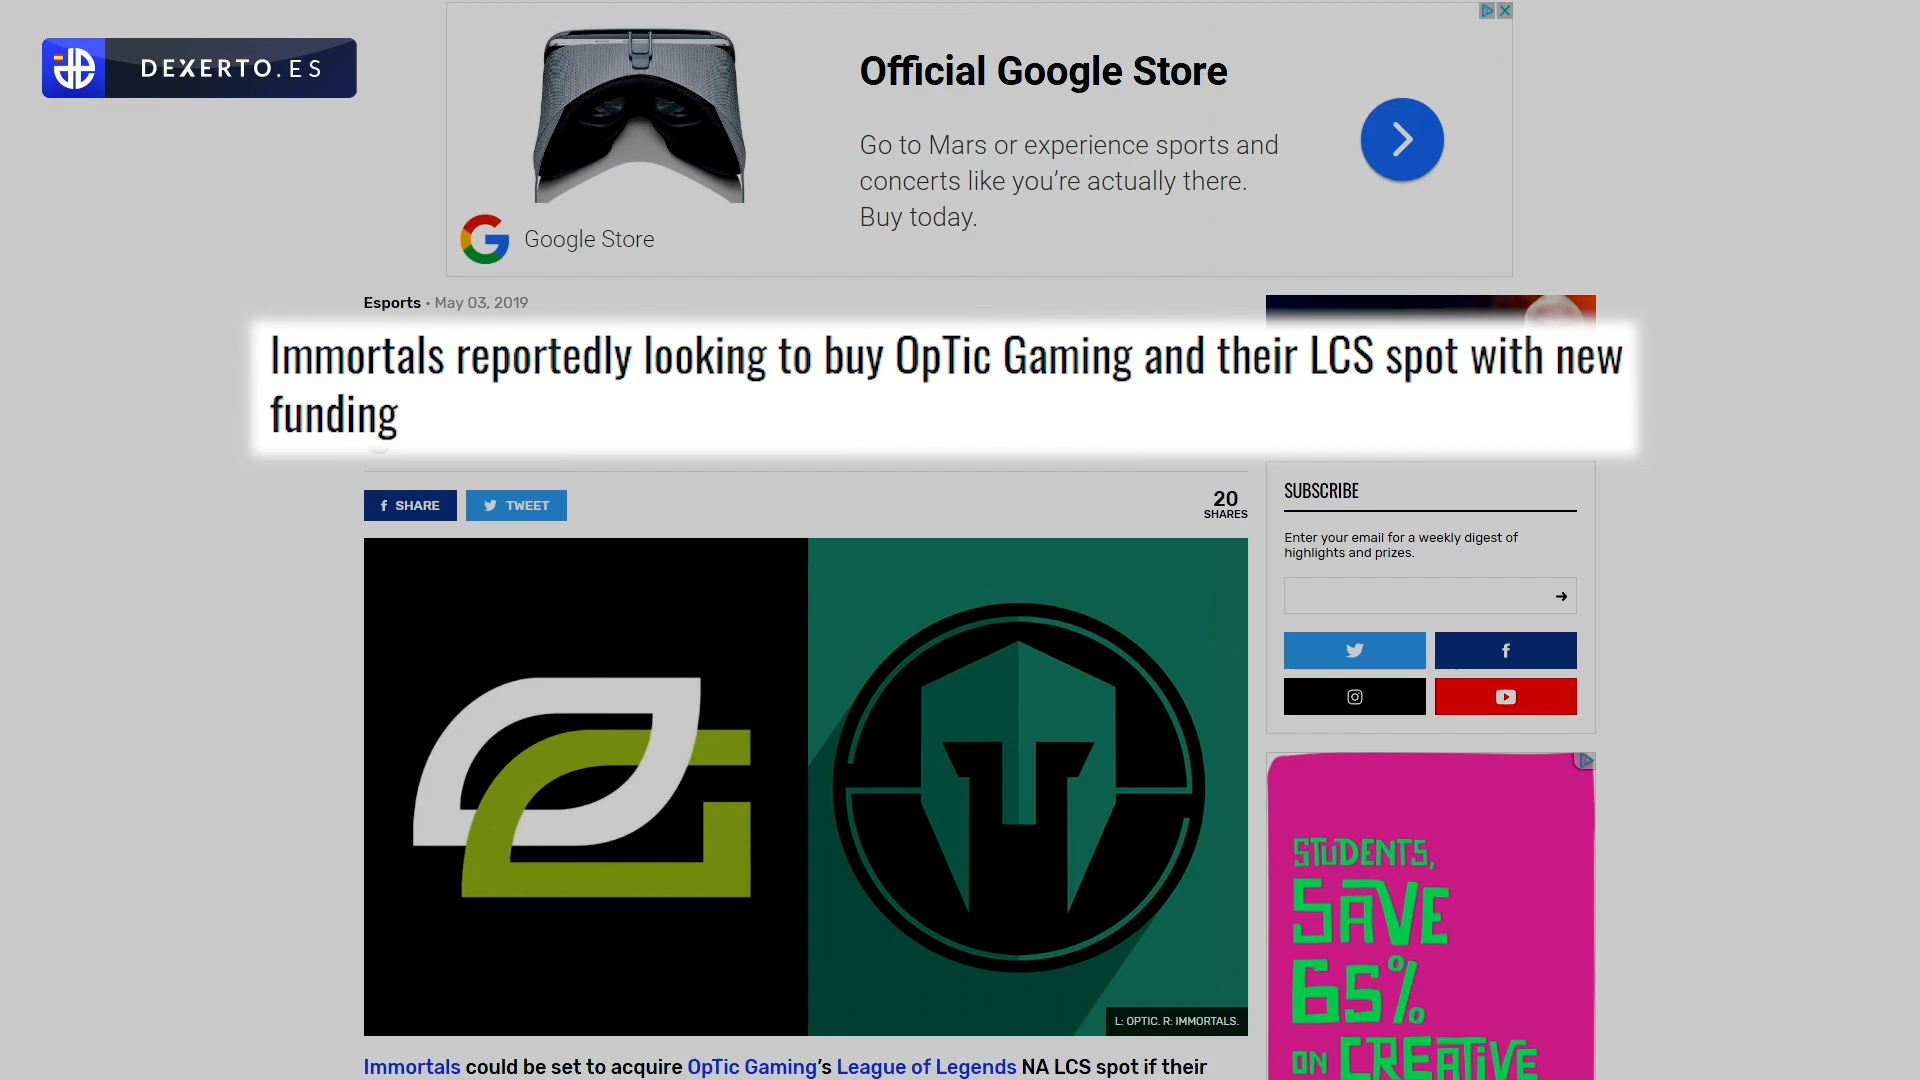 DEXERTO.ES
Official Google Store
Go to Mars or experience sports and
concerts like you're actually there.
Buy today.
Google Store
Esports • May 03, 2019
Immortals reportedly looking to buy OpTic Gaming and their LCS spot with new
funding
SHARE
TWEET
20
SHARES
SUBSCRIBE
Enter your email for a weekly digest of
highlights and prizes.
L: OPTIC. R: IMMORTALS.
STUDENTS,
SAVE
65%
ON CREATIVE
Immortals could be set to acquire OpTic Gaming's League of Legends NA LCS spot if their